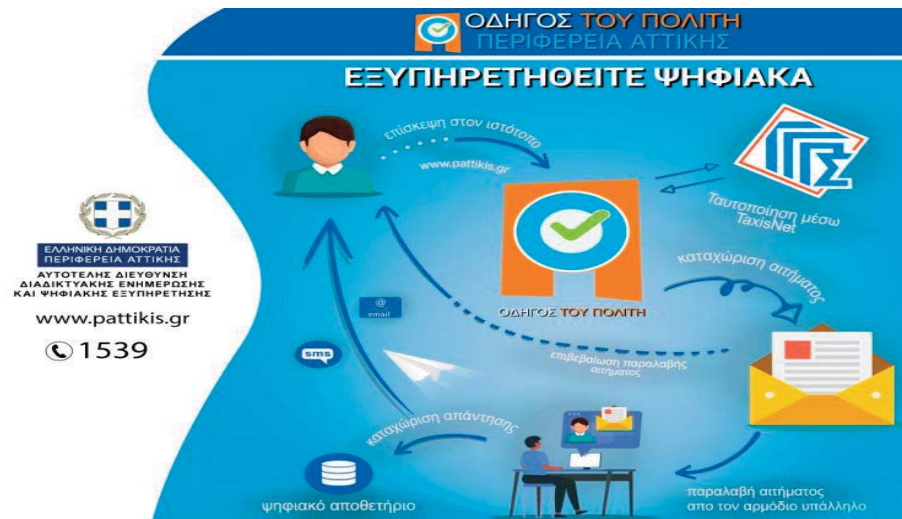 ΟΔΗΓΟΣ ΤΟΥ ΠΟΛΙΤΗ
ΠΕΡΙΦΕΡΕΙΑ ΑΤΤΙΚΗΣ
ΕΞΥΠΗΡΕΤΗΘΕΙΤΕ ΨΗΦΙΑΚΑ
επίσκεψη στον ιστότοπο
www.pattikis.gr
ΓΓΠΣ
Ταυτοποίηση μέσω
TaxisNet
ΕΛΛΗΝΙΚΗ ΔΗΜΟΚΡΑΤΙΑ
ΠΕΡΙΦΕΡΕΙΑ ΑΤΤΙΚΗΣ
ΑΥΤΟΤΕΛΗΣ ΔΙΕΥΘΥΝΣΗ
ΔΙΑΔΙΚΤΥΑΚΗΣ ΕΝΗΜΕΡΩΣΗΣ
ΚΑΙ ΨΗΦΙΑΚΗΣ ΕΞΥΠΗΡΕΤΗΣΗΣ
www.pattikis.gr
1539
καταχώριση αιτήματος
ΟΔΗΓΟΣ ΤΟΥ ΠΟΛΙΤΗ
@
email
sms
επιβεβαίωση παραλαβής
αιτήματος
καταχώριση απάντησης
ψηφιακό αποθετήριο
παραλαβή αιτήματος
απο τον αρμόδιο υπάλληλο